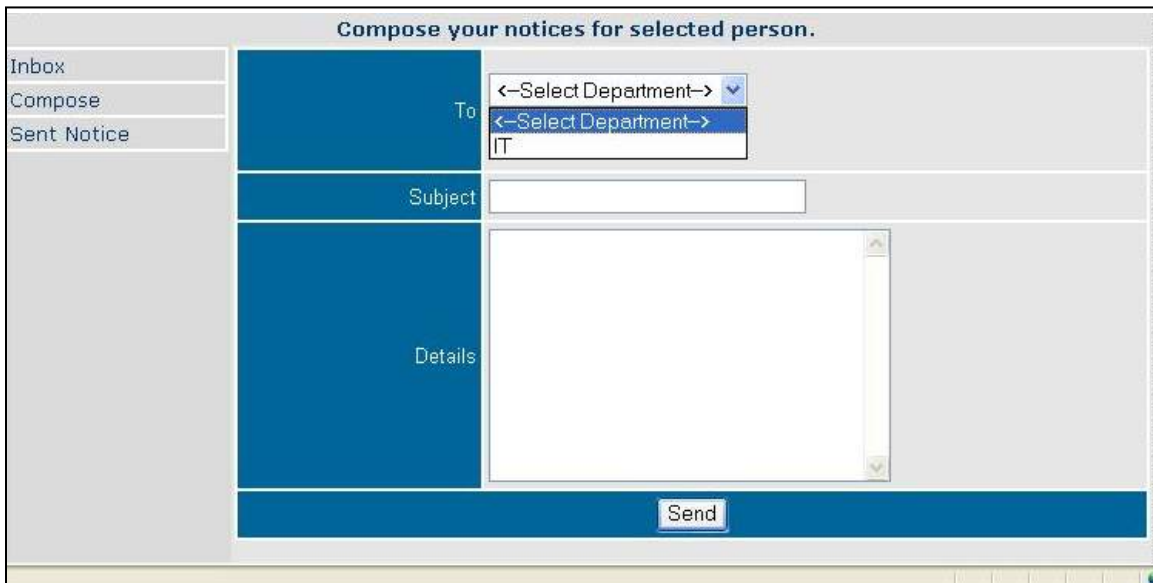 Compose your notices for selected person.
Inbox
Compose
Sent Notice
To
<--Select Department-->
<--Select Department-->
IT
Subject
Details
Send